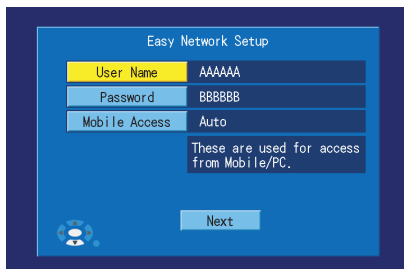 Easy Network Setup
User Name AAAAAA
Password BBBBBB
Mobile Access Auto
These are used for access
from Mobile/PC.
Next